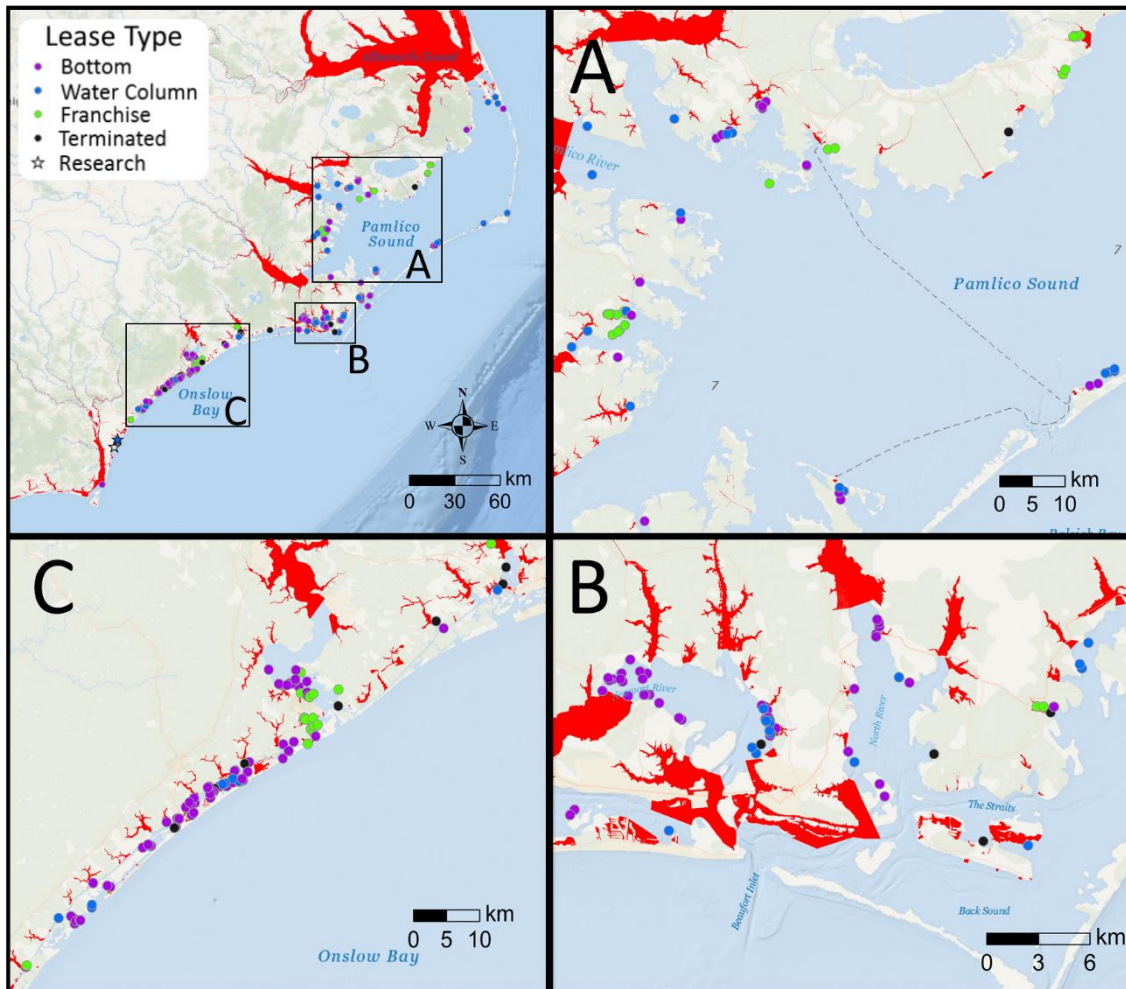 Lease Type
Bottom
Water Column
Franchise
Terminated
Research
Albemarle Sound
Pamlico
Sound
A
B
Onslow
Bay
C
N
W E
S
km
0 30 60
A
Pamlico Sound
7
7
km
0 5 10
C
km
0 5 10
Onslow Bay
B
North River
The Straits
Beaufort Inlet
Back Sound
km
0 3 6